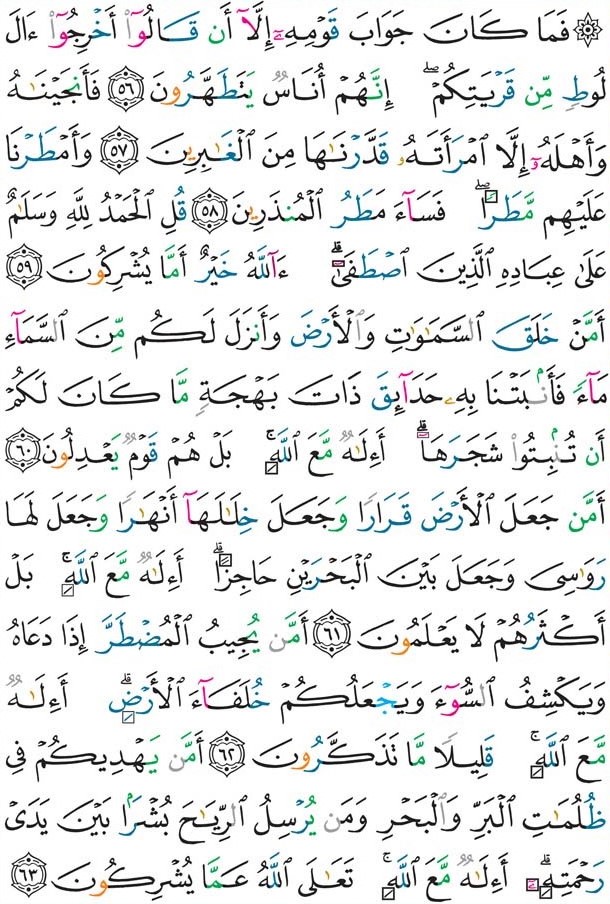 ۞ فَمَا كَانَ جَوَابَ قَوْمِهِۦٓ إِلَّآ أَن قَالُوٓا۟ أَخْرِجُوٓا۟ ءَالَ
لُوطٍ مِّن قَرْيَتِكُمْ ۖ إِنَّهُمْ أُنَاسٌ يَتَطَهَّرُونَ ﴿٥٦﴾ فَأَنجَيْنَـٰهُ
وَأَهْلَهُۥٓ إِلَّا ٱمْرَأَتَهُۥ قَدَّرْنَـٰهَا مِنَ ٱلْغَـٰبِرِينَ ﴿٥٧﴾ وَأَمْطَرْنَا
عَلَيْهِم مَّطَرًا ۖ فَسَآءَ مَطَرُ ٱلْمُنذَرِينَ ﴿٥٨﴾ قُلِ ٱلْحَمْدُ لِلَّهِ وَسَلَـٰمٌ
عَلَىٰ عِبَادِهِ ٱلَّذِينَ ٱصْطَفَىٰٓ ۗ ءَآللَّهُ خَيْرٌ أَمَّا يُشْرِكُونَ ﴿٥٩﴾
أَمَّنْ خَلَقَ ٱلسَّمَـٰوَٰتِ وَٱلْأَرْضَ وَأَنزَلَ لَكُم مِّنَ ٱلسَّمَآءِ
مَآءً فَأَنۢبَتْنَا بِهِۦ حَدَآئِقَ ذَاتَ بَهْجَةٍ مَّا كَانَ لَكُمْ
أَن تُنۢبِتُوا۟ شَجَرَهَآ ۗ أَءِلَـٰهٌ مَّعَ ٱللَّهِ ۚ بَلْ هُمْ قَوْمٌ يَعْدِلُونَ ﴿٦٠﴾
أَمَّن جَعَلَ ٱلْأَرْضَ قَرَارًا وَجَعَلَ خِلَـٰلَهَآ أَنْهَـٰرًا وَجَعَلَ لَهَا
رَوَٰسِىَ وَجَعَلَ بَيْنَ ٱلْبَحْرَيْنِ حَاجِزًا ۗ أَءِلَـٰهٌ مَّعَ ٱللَّهِ ۚ بَلْ
أَكْثَرُهُمْ لَا يَعْلَمُونَ ﴿٦١﴾ أَمَّن يُجِيبُ ٱلْمُضْطَرَّ إِذَا دَعَاهُ
وَيَكْشِفُ ٱلسُّوٓءَ وَيَجْعَلُكُمْ خُلَفَآءَ ٱلْأَرْضِ ۗ أَءِلَـٰهٌ
مَّعَ ٱللَّهِ ۚ قَلِيلًا مَّا تَذَكَّرُونَ ﴿٦٢﴾ أَمَّن يَهْدِيكُمْ فِى
ظُلُمَـٰتِ ٱلْبَرِّ وَٱلْبَحْرِ وَمَن يُرْسِلُ ٱلرِّيَـٰحَ بُشْرًۢا بَيْنَ يَدَىْ
رَحْمَتِهِۦٓ ۗ أَءِلَـٰهٌ مَّعَ ٱللَّهِ ۚ تَعَـٰلَى ٱللَّهُ عَمَّا يُشْرِكُونَ ﴿٦٣﴾